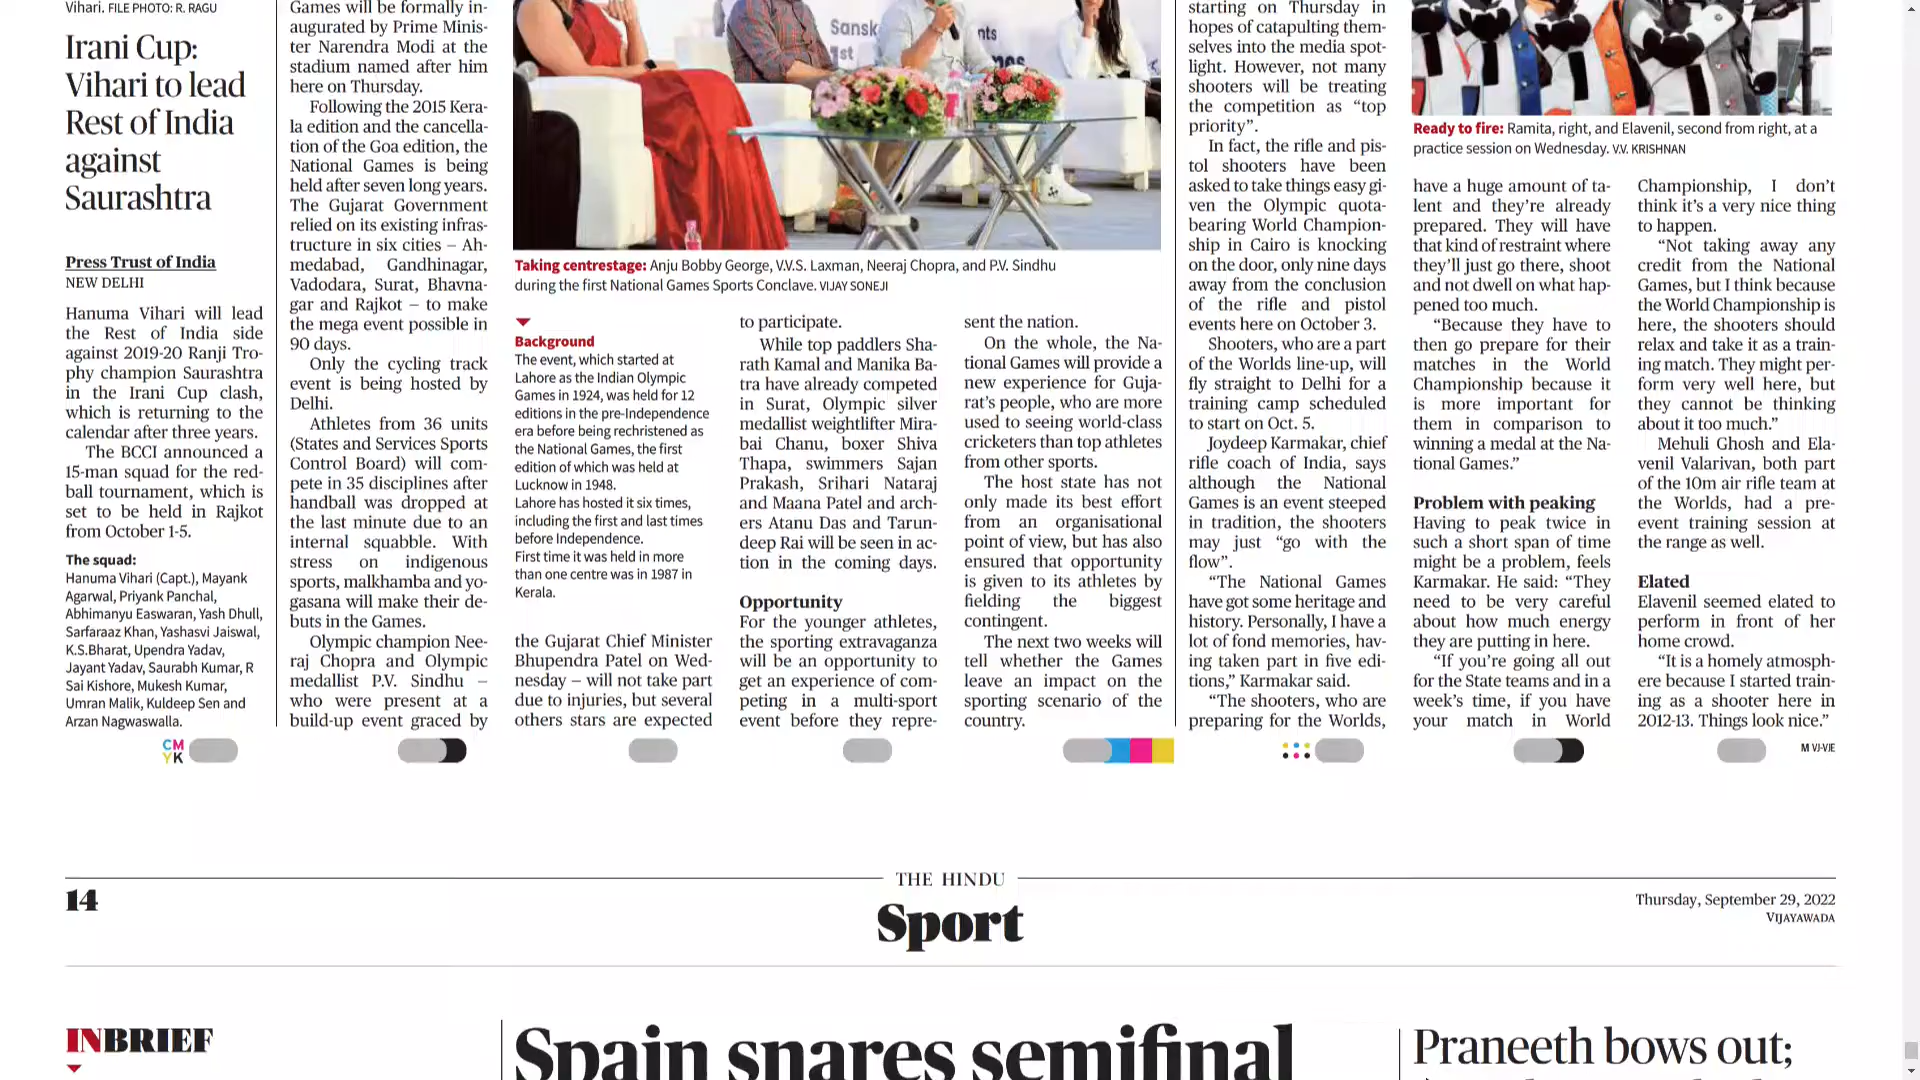 Vihari. FILE PHOTO: R. RAGU
Irani Cup:
Vihari to lead
Rest of India
against
Saurashtra
Press Trust of India
NEW DELHI
Hanuma Vihari will lead
the Rest of India side
against 2019-20 Ranji Tro-
phy champion Saurashtra
in the Irani Cup clash,
which is returning to the
calendar after three years.
The BCCI announced a
15-man squad for the red-
ball tournament, which is
set to be held in Rajkot
from October 1-5.
The squad:
Hanuma Vihari (Capt.), Mayank
Agarwal, Priyank Panchal,
Abhimanyu Easwaran, Yash Dhull,
Sarfaraaz Khan, Yashasvi Jaiswal,
K.S.Bharat, Upendra Yadav,
Jayant Yadav, Saurabh Kumar, R
Sai Kishore, Mukesh Kumar,
Umran Malik, Kuldeep Sen and
Arzan Nagwaswalla.
Games will be formally in-
augurated by Prime Minis-
ter Narendra Modi at the
stadium named after him
here on Thursday.
Following the 2015 Kera-
la edition and the cancella-
tion of the Goa edition, the
National Games is being
held after seven long years.
The Gujarat Government
relied on its existing infras-
tructure in six cities – Ah-
medabad, Gandhinagar,
Vadodara, Surat, Bhavna-
gar and Rajkot – to make
the mega event possible in
90 days.
Only the cycling track
event is being hosted by
Delhi.
Athletes from 36 units
(States and Services Sports
Control Board) will com-
pete in 35 disciplines after
handball was dropped at
the last minute due to an
internal squabble. With
stress on indigenous
sports, malkhamba and yo-
gasana will make their de-
buts in the Games.
Olympic champion Nee-
raj Chopra and Olympic
medallist P.V. Sindhu –
who were present at a
build-up event graced by
Sansk
1st
nts
Taking centrestage: Anju Bobby George, V.V.S. Laxman, Neeraj Chopra, and P.V. Sindhu
during the first National Games Sports Conclave. VIJAY SONEJI
Background
The event, which started at
Lahore as the Indian Olympic
Games in 1924, was held for 12
editions in the pre-Independence
era before being rechristened as
the National Games, the first
edition of which was held at
Lucknow in 1948.
Lahore has hosted it six times,
including the first and last times
before Independence.
First time it was held in more
than one centre was in 1987 in
Kerala.
the Gujarat Chief Minister
Bhupendra Patel on Wed-
nesday – will not take part
due to injuries, but several
others stars are expected
to participate.
While top paddlers Sha-
rath Kamal and Manika Ba-
tra have already competed
in Surat, Olympic silver
medallist weightlifter Mira-
bai Chanu, boxer Shiva
Thapa, swimmers Sajan
Prakash, Srihari Nataraj
and Maana Patel and arch-
ers Atanu Das and Tarun-
deep Rai will be seen in ac-
tion in the coming days.
Opportunity
For the younger athletes,
the sporting extravaganza
will be an opportunity to
get an experience of com-
peting in a multi-sport
event before they repre-
sent the nation.
On the whole, the Na-
tional Games will provide a
new experience for Guja-
rat's people, who are more
used to seeing world-class
cricketers than top athletes
from other sports.
The host state has not
only made its best effort
from an organisational
point of view, but has also
ensured that opportunity
is given to its athletes by
fielding the biggest
contingent.
The next two weeks will
tell whether the Games
leave an impact on the
sporting scenario of the
country.
starting on Thursday in
hopes of catapulting them-
selves into the media spot-
light. However, not many
shooters will be treating
the competition as “top
priority”.
In fact, the rifle and pis-
tol shooters have been
asked to take things easy gi-
ven the Olympic quota-
bearing World Champion-
ship in Cairo is knocking
on the door, only nine days
away from the conclusion
of the rifle and pistol
events here on October 3.
Shooters, who are a part
of the Worlds line-up, will
fly straight to Delhi for a
training camp scheduled
to start on Oct. 5.
Joydeep Karmakar, chief
rifle coach of India, says
although the National
Games is an event steeped
in tradition, the shooters
may just “go with the
flow”.
“The National Games
have got some heritage and
history. Personally, I have a
lot of fond memories, hav-
ing taken part in five edi-
tions,” Karmakar said.
“The shooters, who are
preparing for the Worlds,
Ready to fire: Ramita, right, and Elavenil, second from right, at a
practice session on Wednesday. V.V. KRISHNAN
have a huge amount of ta-
lent and they’re already
prepared. They will have
that kind of restraint where
they’ll just go there, shoot
and not dwell on what hap-
pened too much.
“Because they have to
then go prepare for their
matches in the World
Championship because it
is more important for
them in comparison to
winning a medal at the Na-
tional Games.”
Problem with peaking
Having to peak twice in
such a short span of time
might be a problem, feels
Karmakar. He said: “They
need to be very careful
about how much energy
they are putting in here.
“If you’re going all out
for the State teams and in a
week’s time, if you have
your match in World
Championship, I don’t
think it’s a very nice thing
to happen.
“Not taking away any
credit from the National
Games, but I think because
the World Championship is
here, the shooters should
relax and take it as a train-
ing match. They might per-
form very well here, but
they cannot be thinking
about it too much.”
Mehuli Ghosh and Ela-
venil Valarivan, both part
of the 10m air rifle team at
the Worlds, had a pre-
event training session at
the range as well.
Elated
Elavenil seemed elated to
perform in front of her
home crowd.
“It is a homely atmosph-
ere because I started train-
ing as a shooter here in
2012-13. Things look nice.”
CM
YK
M VJ-VJE
14
THE HINDU
Sport
Thursday, September 29, 2022
VIJAYAWADA
INBRIEF
Spain snares semifinal
Praneeth bows out;